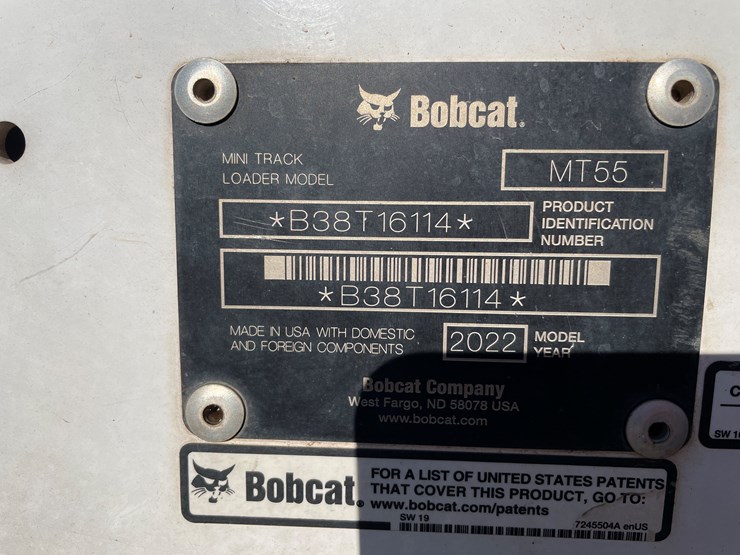 Bobcat.
MINI TRACK
LOADER MODEL
MT55
*B38T16114*
PRODUCT
IDENTIFICATION
NUMBER
*B38T16114*
MADE IN USA WITH DOMESTIC
AND FOREIGN COMPONENTS
2022
MODEL
YEAR
Bobcat Company
West Fargo, ND 58078 USA
www.bobcat.com
C
SW 1
Bobcat.
FOR A LIST OF UNITED STATES PATENTS
THAT COVER THIS PRODUCT, GO TO:
www.bobcat.com/patents
SW 19
7245504A enUS